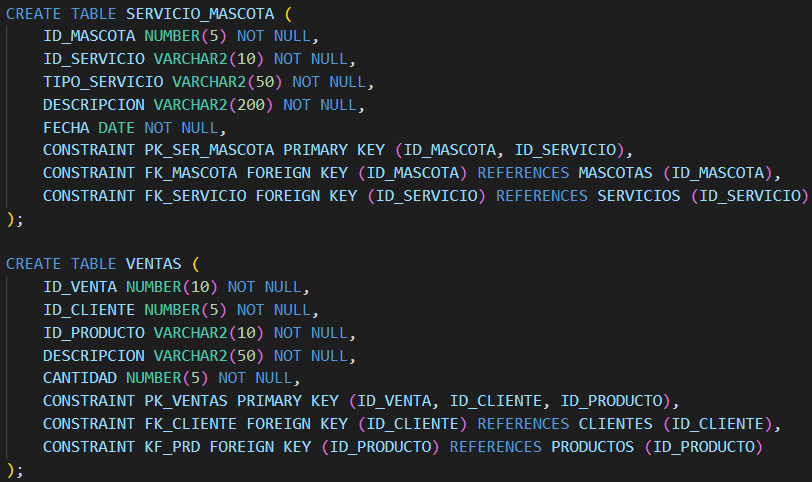 CREATE TABLE SERVICIO_MASCOTA (
    ID_MASCOTA NUMBER(5) NOT NULL,
    ID_SERVICIO VARCHAR2(10) NOT NULL,
    TIPO_SERVICIO VARCHAR2(50) NOT NULL,
    DESCRIPCION VARCHAR2(200) NOT NULL,
    FECHA DATE NOT NULL,
    CONSTRAINT PK_SER_MASCOTA PRIMARY KEY (ID_MASCOTA, ID_SERVICIO),
    CONSTRAINT FK_MASCOTA FOREIGN KEY (ID_MASCOTA) REFERENCES MASCOTAS (ID_MASCOTA),
    CONSTRAINT FK_SERVICIO FOREIGN KEY (ID_SERVICIO) REFERENCES SERVICIOS (ID_SERVICIO)
);

CREATE TABLE VENTAS (
    ID_VENTA NUMBER(10) NOT NULL,
    ID_CLIENTE NUMBER(5) NOT NULL,
    ID_PRODUCTO VARCHAR2(10) NOT NULL,
    DESCRIPCION VARCHAR2(50) NOT NULL,
    CANTIDAD NUMBER(5) NOT NULL,
    CONSTRAINT PK_VENTAS PRIMARY KEY (ID_VENTA, ID_CLIENTE, ID_PRODUCTO),
    CONSTRAINT FK_CLIENTE FOREIGN KEY (ID_CLIENTE) REFERENCES CLIENTES (ID_CLIENTE),
    CONSTRAINT KF_PRD FOREIGN KEY (ID_PRODUCTO) REFERENCES PRODUCTOS (ID_PRODUCTO)
);